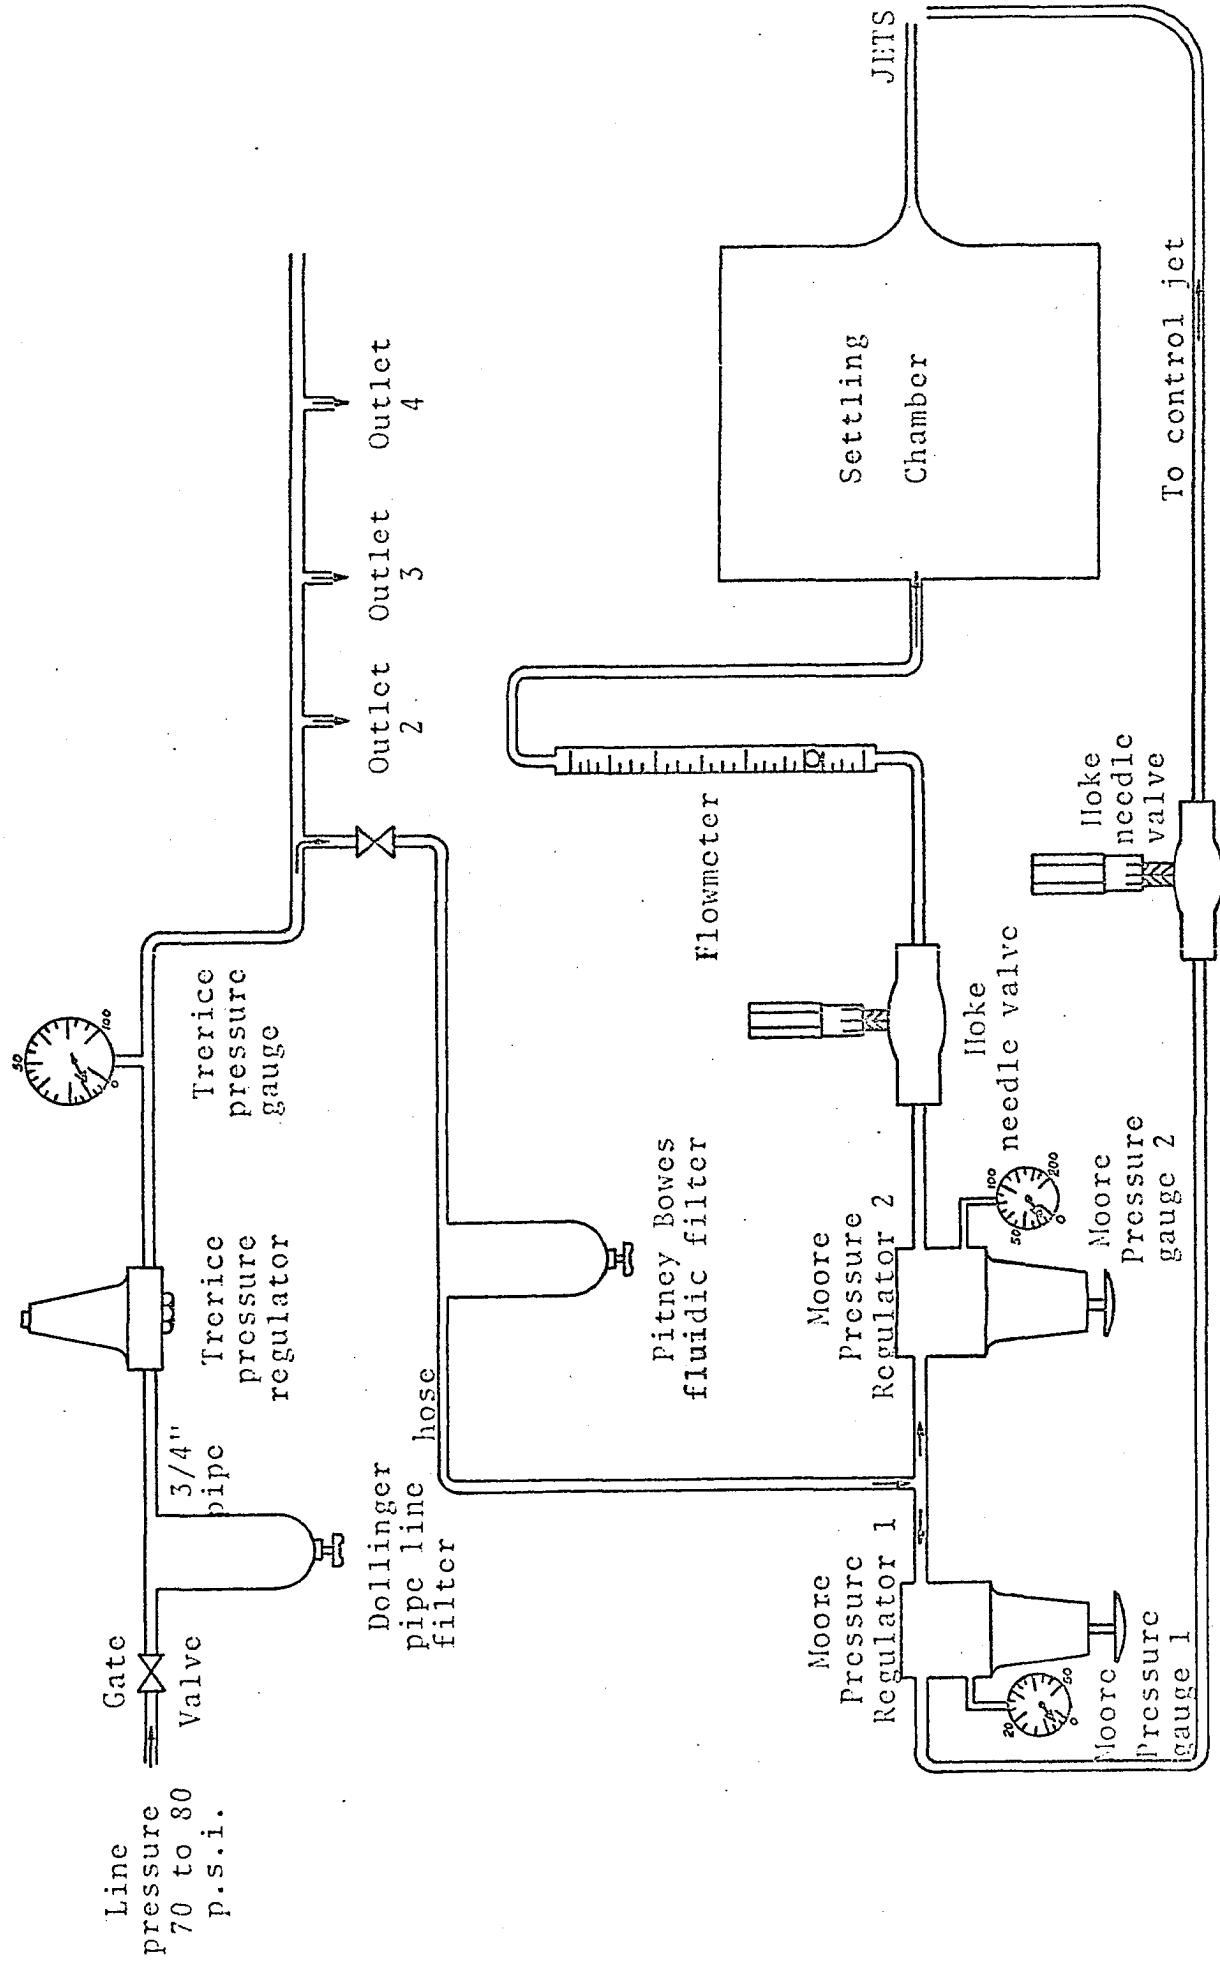 Line
pressure
70 to 80
p.s.i.
Gate
Valve
Dollinger
pipe line
filter
3/4"
pipe
Trerice
pressure
regulator
50
0
100
Trerice
pressure
gauge
Outlet
2
Outlet
3
Outlet
4
hose
Pitney Bowes
fluidic filter
Moore
Pressure
Regulator 1
20
0
50
Moore
Pressure
gauge 1
Moore
Pressure
Regulator 2
50
100
0
200
Moore
Pressure
gauge 2
Hoke
needle valve
Flowmeter
Settling
Chamber
JETS
Hoke
needle
valve
To control jet